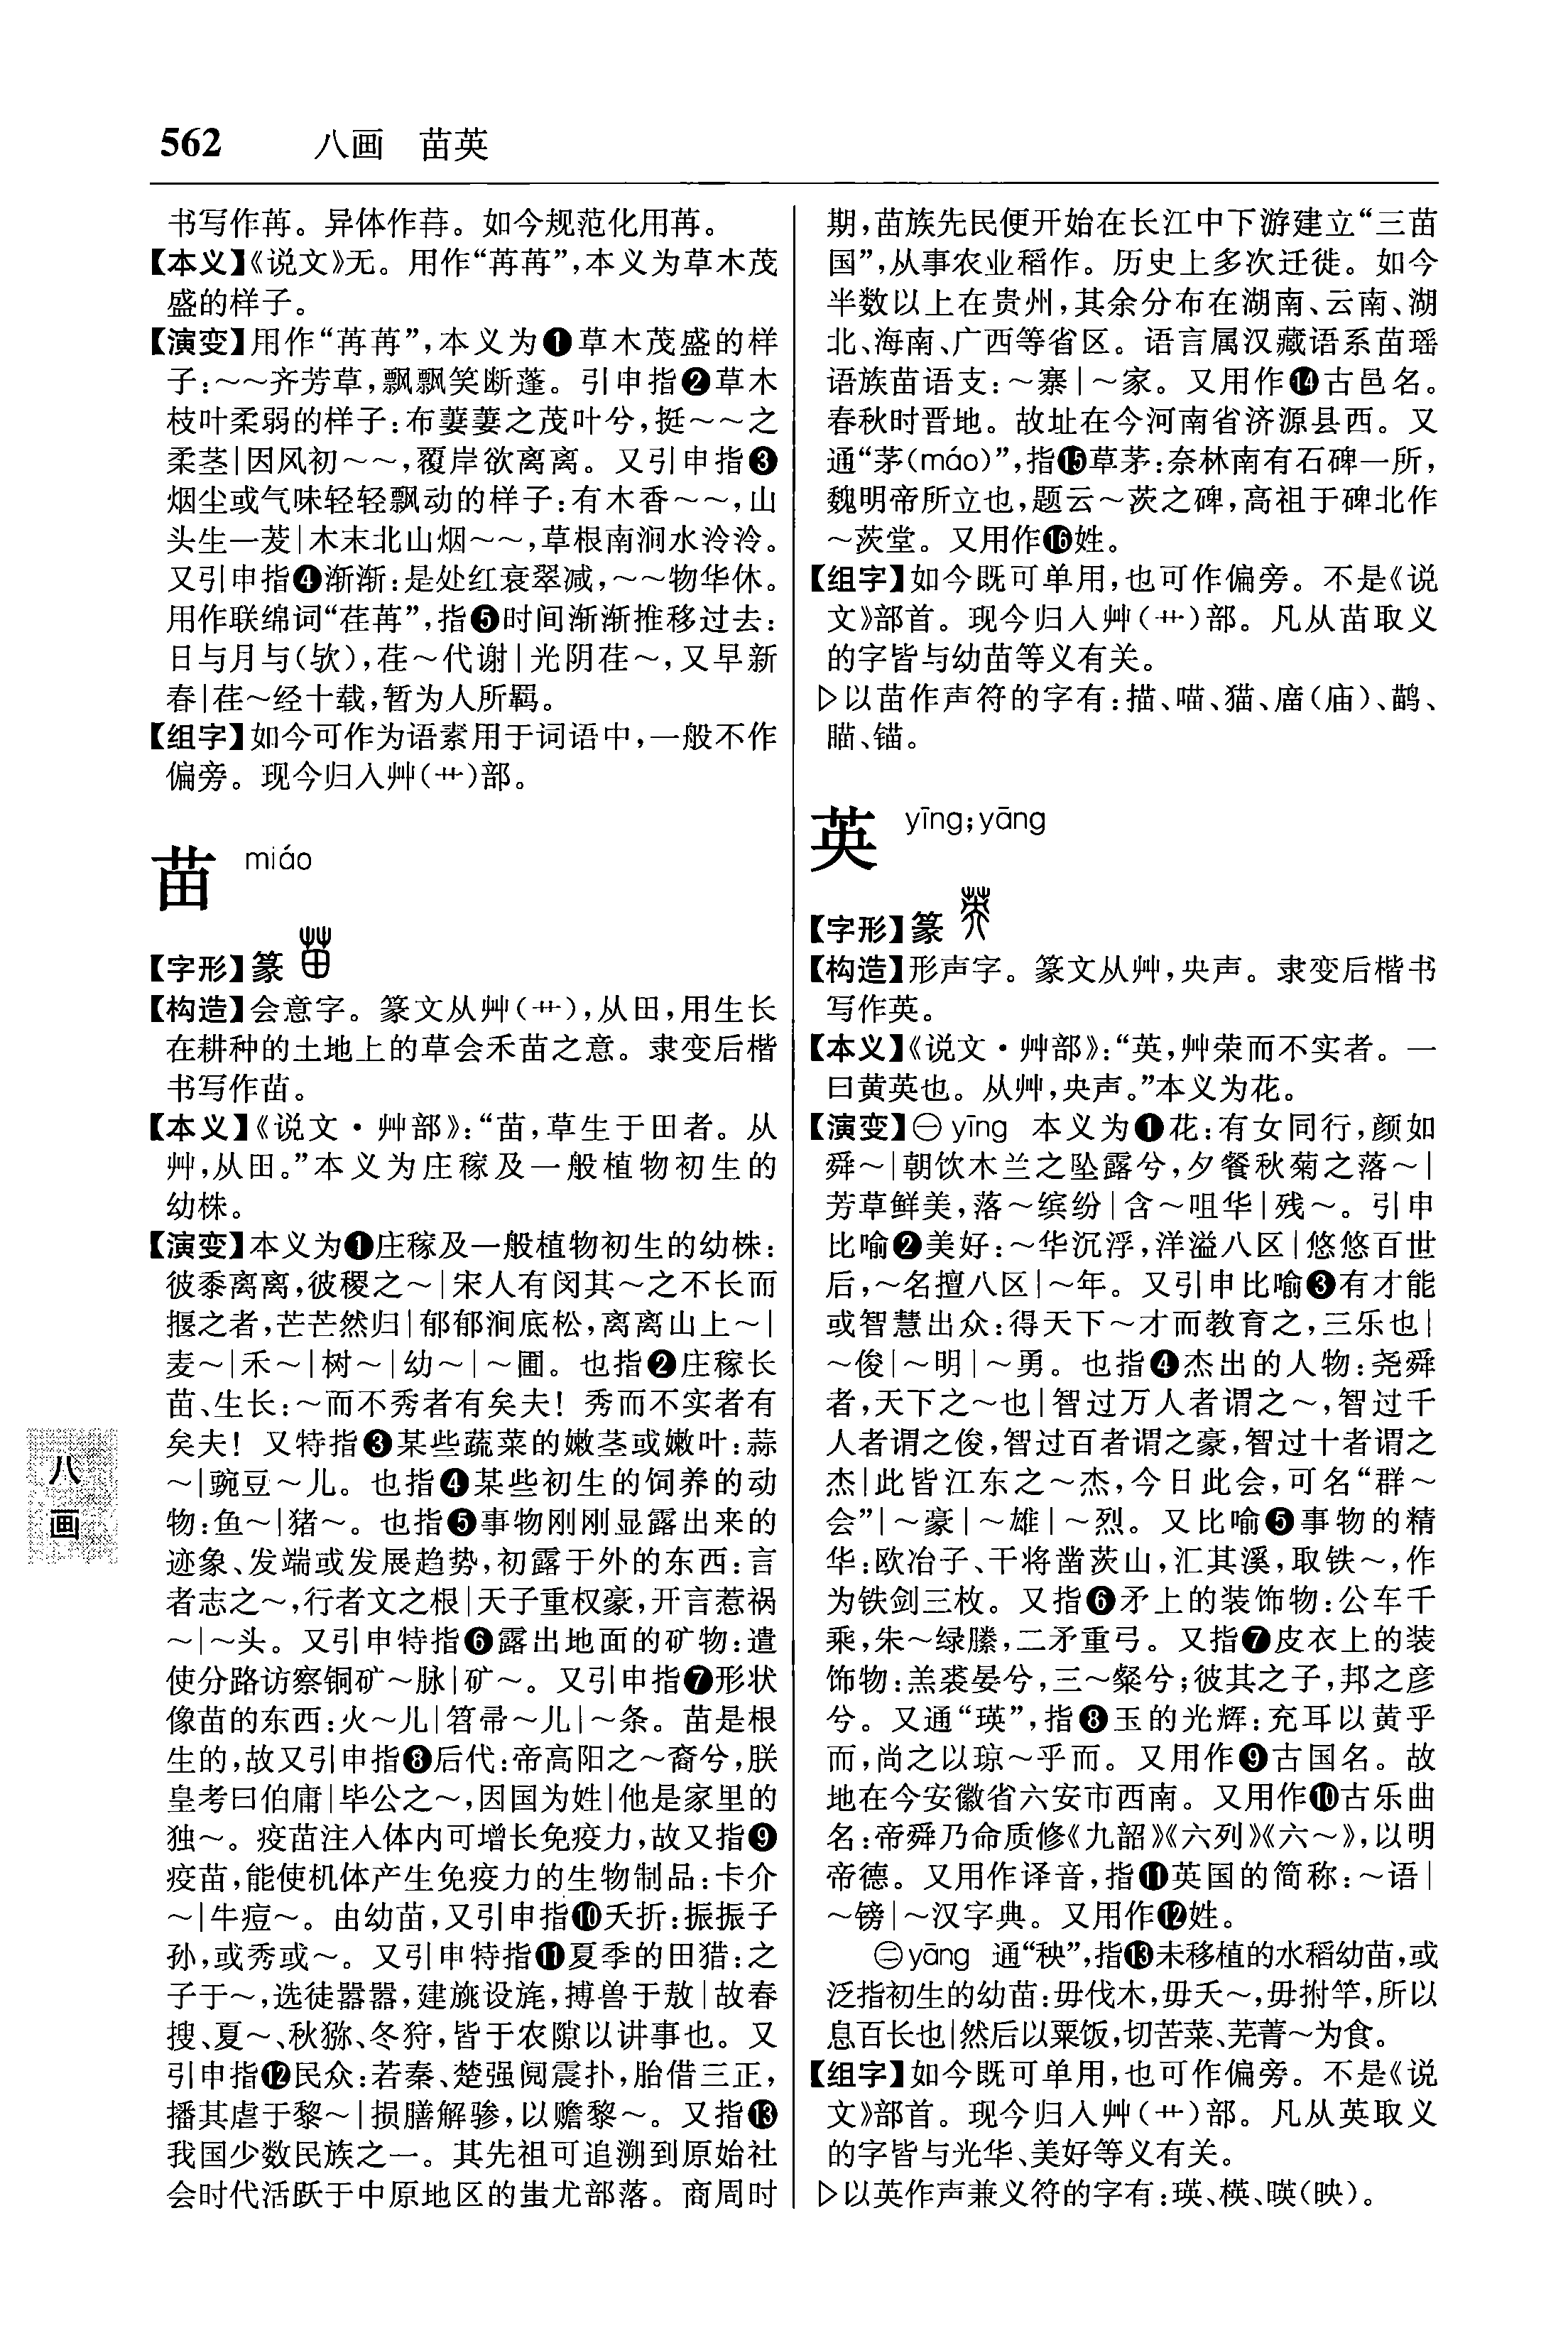 562 八画 苗英
书写作苒。异体作䒣。如今规范化用苒。
【本义】《说文》无。用作“苒苒”,本义为草木茂
盛的样子。
【演变】用作“苒苒”,本义为❶草木茂盛的样
子:～～齐芳草,飘飘笑断蓬。引申指❷草木
枝叶柔弱的样子:布萋萋之茂叶兮,挺～～之
柔茎|因风初～～,覆岸欲离离。又引申指❸
烟尘或气味轻轻飘动的样子:有木香～～,山
头生一茇|木末北山烟～～,草根南涧水泠泠。
又引申指❹渐渐:是处红衰翠减,～～物华休。
用作联绵词“荏苒”,指❺时间渐渐推移过去:
日与月与(欤),荏～代谢|光阴荏～,又早新
春|荏～经十载,暂为人所羁。
【组字】如今可作为语素用于词语中,一般不作
偏旁。现今归入艸(艹)部。
苗 miáo
【字形】篆
【构造】会意字。篆文从艸(艹),从田,用生长
在耕种的土地上的草会禾苗之意。隶变后楷
书写作苗。
【本义】《说文·艸部》:“苗,草生于田者。从
艸,从田。”本义为庄稼及一般植物初生的
幼株。
【演变】本义为❶庄稼及一般植物初生的幼株:
彼黍离离,彼稷之～|宋人有闵其～之不长而
揠之者,芒芒然归|郁郁涧底松,离离山上～|
麦～|禾～|树～|幼～|～圃。也指❷庄稼长
苗、生长:～而不秀者有矣夫!秀而不实者有
矣夫!又特指❸某些蔬菜的嫩茎或嫩叶:蒜
～|豌豆～儿。也指❹某些初生的饲养的动
物:鱼～|猪～。也指❺事物刚刚显露出来的
迹象、发端或发展趋势,初露于外的东西:言
者志之～,行者文之根|天子重权豪,开言惹祸
～|～头。又引申特指❻露出地面的矿物:遣
使分路访察铜矿～脉|矿～。又引申指❼形状
像苗的东西:火～儿|笤帚～儿|～条。苗是根
生的,故又引申指❽后代:帝高阳之～裔兮,朕
皇考曰伯庸|毕公之～,因国为姓|他是家里的
独～。疫苗注入体内可增长免疫力,故又指❾
疫苗,能使机体产生免疫力的生物制品:卡介
～|牛痘～。由幼苗,又引申指❿夭折:振振子
孙,或秀或～。又引申特指⓫夏季的田猎:之
子于～,选徒嚣嚣,建旐设旄,搏兽于敖|故春
搜、夏～、秋狝、冬狩,皆于农隙以讲事也。又
引申指⓬民众:若秦、楚强阋震扑,胎借三正,
播其虐于黎～|损膳解骖,以赡黎～。又指⓭
我国少数民族之一。其先祖可追溯到原始社
会时代活跃于中原地区的蚩尤部落。商周时
期,苗族先民便开始在长江中下游建立“三苗
国”,从事农业稻作。历史上多次迁徙。如今
半数以上在贵州,其余分布在湖南、云南、湖
北、海南、广西等省区。语言属汉藏语系苗瑶
语族苗语支:～寨|～家。又用作⓮古邑名。
春秋时晋地。故址在今河南省济源县西。又
通“茅(máo)”,指⓯草茅:奈林南有石碑一所,
魏明帝所立也,题云～茨之碑,高祖于碑北作
～茨堂。又用作⓰姓。
【组字】如今既可单用,也可作偏旁。不是《说
文》部首。现今归入艸(艹)部。凡从苗取义
的字皆与幼苗等义有关。
▷以苗作声符的字有:描、喵、猫、庿(庙)、鹋、
瞄、锚。
英 yīng;yāng
【字形】篆
【构造】形声字。篆文从艸,央声。隶变后楷书
写作英。
【本义】《说文·艸部》:“英,艸荣而不实者。一
曰黄英也。从艸,央声。”本义为花。
【演变】㊀yīng 本义为❶花:有女同行,颜如
舜～|朝饮木兰之坠露兮,夕餐秋菊之落～|
芳草鲜美,落～缤纷|含～咀华|残～。引申
比喻❷美好:～华沉浮,洋溢八区|悠悠百世
后,～名擅八区|～年。又引申比喻❸有才能
或智慧出众:得天下～才而教育之,三乐也|
～俊|～明|～勇。也指❹杰出的人物:尧舜
者,天下之～也|智过万人者谓之～,智过千
人者谓之俊,智过百者谓之豪,智过十者谓之
杰|此皆江东之～杰,今日此会,可名“群～
会”|～豪|～雄|～烈。又比喻❺事物的精
华:欧冶子、干将凿茨山,汇其溪,取铁～,作
为铁剑三枚。又指❻矛上的装饰物:公车千
乘,朱～绿縢,二矛重弓。又指❼皮衣上的装
饰物:羔裘晏兮,三～粲兮;彼其之子,邦之彦
兮。又通“瑛”,指❽玉的光辉:充耳以黄乎
而,尚之以琼～乎而。又用作❾古国名。故
地在今安徽省六安市西南。又用作❿古乐曲
名:帝舜乃命质修《九韶》《六列》《六～》,以明
帝德。又用作译音,指⓫英国的简称:～语|
～镑|～汉字典。又用作⓬姓。
㊁yāng 通“秧”,指⓭未移植的水稻幼苗,或
泛指初生的幼苗:毋伐木,毋夭～,毋拊竿,所以
息百长也|然后以粟饭,切苦菜、芜菁～为食。
【组字】如今既可单用,也可作偏旁。不是《说
文》部首。现今归入艸(艹)部。凡从英取义
的字皆与光华、美好等义有关。
▷以英作声兼义符的字有:瑛、楧、暎(映)。
八
画